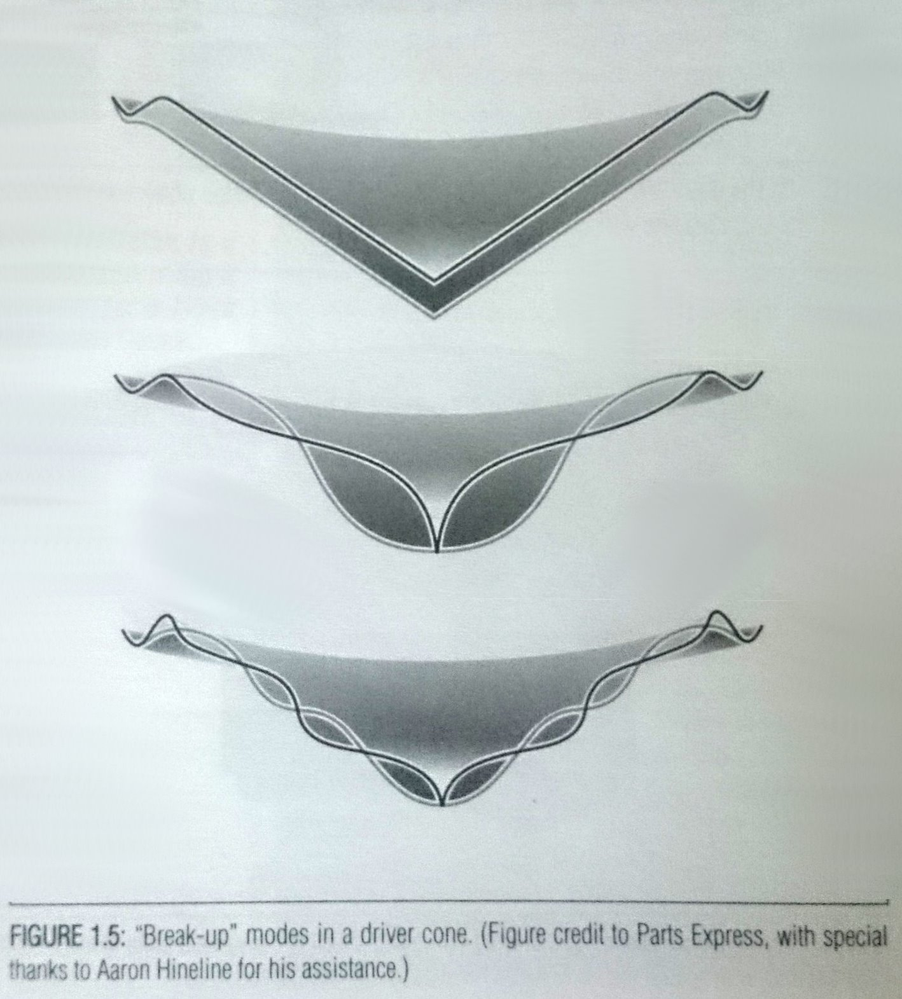 FIGURE 1.5: “Break-up” modes in a driver cone. (Figure credit to Parts Express, with special
thanks to Aaron Hineline for his assistance.)